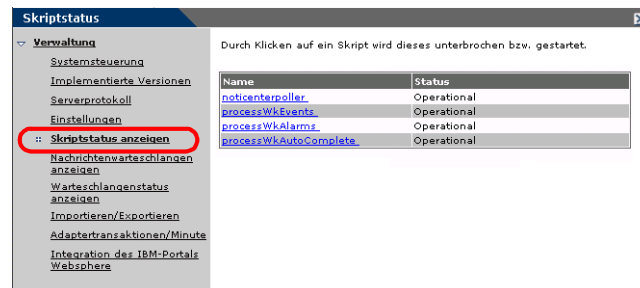 Skriptstatus
Verwaltung
Systemsteuerung
Implementierte Versionen
Serverprotokoll
Einstellungen
:: Skriptstatus anzeigen
Nachrichtenwarteschlangen
anzeigen
Warteschlangenstatus
anzeigen
Importieren/Exportieren
Adaptertransaktionen/Minute
Integration des IBM-Portals
Websphere
Durch Klicken auf ein Skript wird dieses unterbrochen bzw. gestartet.
Name Status
noticenterpoller Operational
processWkEvents Operational
processWkAlarms Operational
processWkAutoComplete Operational